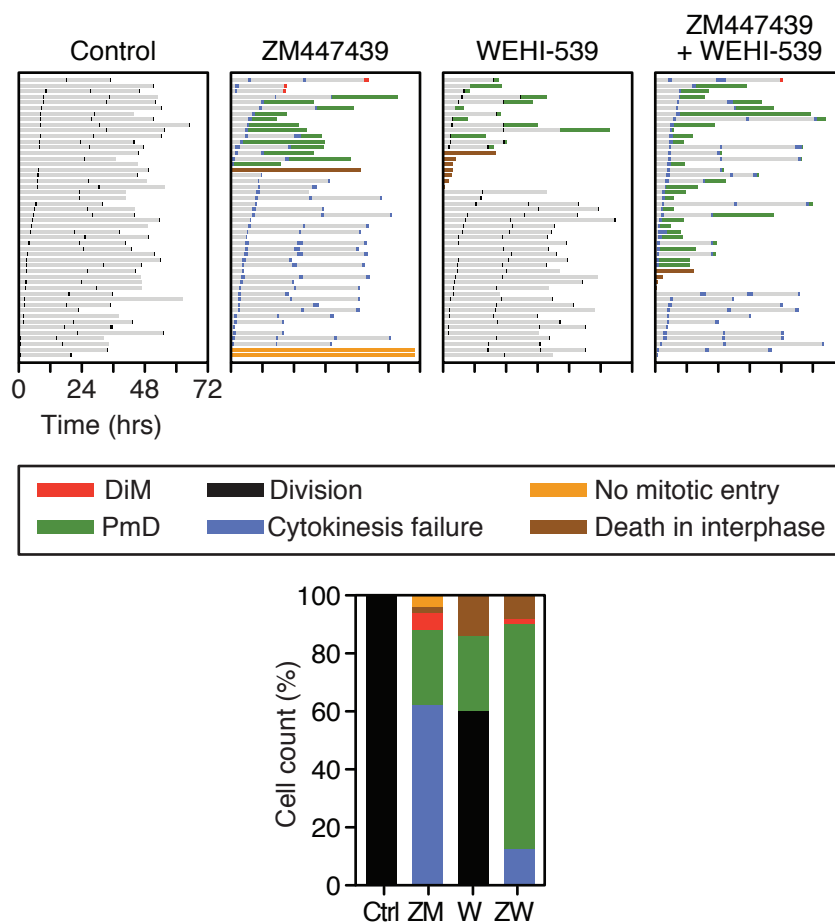 Control
ZM447439
WEHI-539
ZM447439
+ WEHI-539
0 24 48 72
Time (hrs)
DiM
Division
No mitotic entry
PmD
Cytokinesis failure
Death in interphase
100
80
60
40
20
0
Cell count (%)
Ctrl ZM W ZW